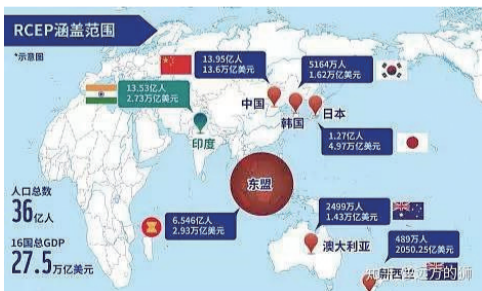 RCEP涵盖范围
*示意图
13.95亿人
13.6万亿美元
5164万人
1.62万亿美元
13.53亿人
2.73万亿美元
中国
韩国
日本
印度
1.27亿人
4.97万亿美元
东盟
人口总数
36亿人
6.546亿人
2.93万亿美元
2499万人
1.43万亿美元
澳大利亚
16国总GDP
27.5万亿美元
489万人
2050.25亿美元
新西兰